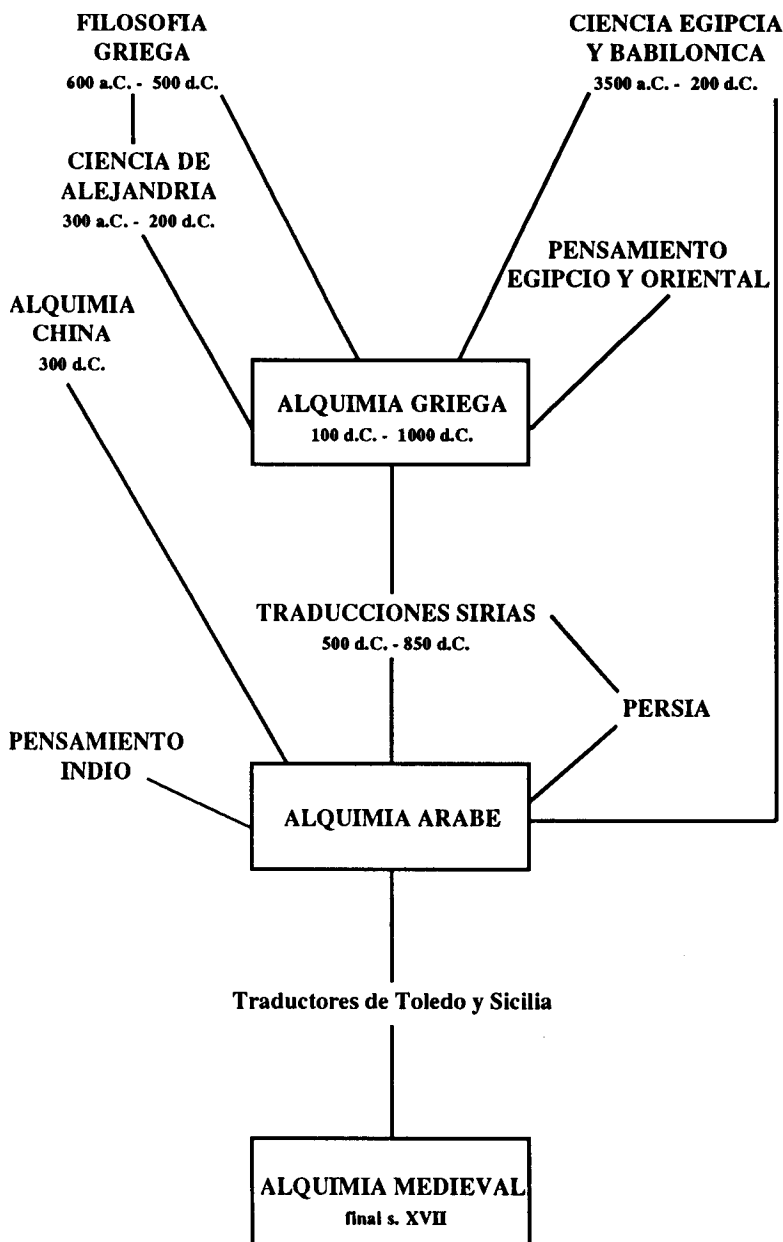 FILOSOFIA
GRIEGA
600 a.C. - 500 d.C.
CIENCIA EGIPCIA
Y BABILONICA
3500 a.C. - 200 d.C.
CIENCIA DE
ALEJANDRIA
300 a.C. - 200 d.C.
PENSAMIENTO
EGIPCIO Y ORIENTAL
ALQUIMIA
CHINA
300 d.C.
ALQUIMIA GRIEGA
100 d.C. - 1000 d.C.
TRADUCCIONES SIRIAS
500 d.C. - 850 d.C.
PERSIA
PENSAMIENTO
INDIO
ALQUIMIA ARABE
Traductores de Toledo y Sicilia
ALQUIMIA MEDIEVAL
final s. XVII